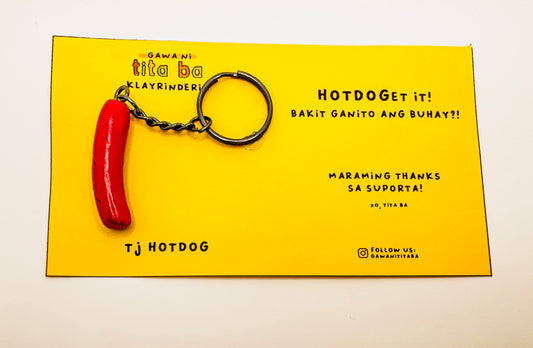 GAWA NI
tita ba
KLAYRINDERI
TJ HOTDOG
HOTDOGET IT!
BAKIT GANITO ANG BUHAY?!
MARAMING THANKS
SA SUPORTA!
XO, TITA BA
FOLLOW US:
GAWANITITABA